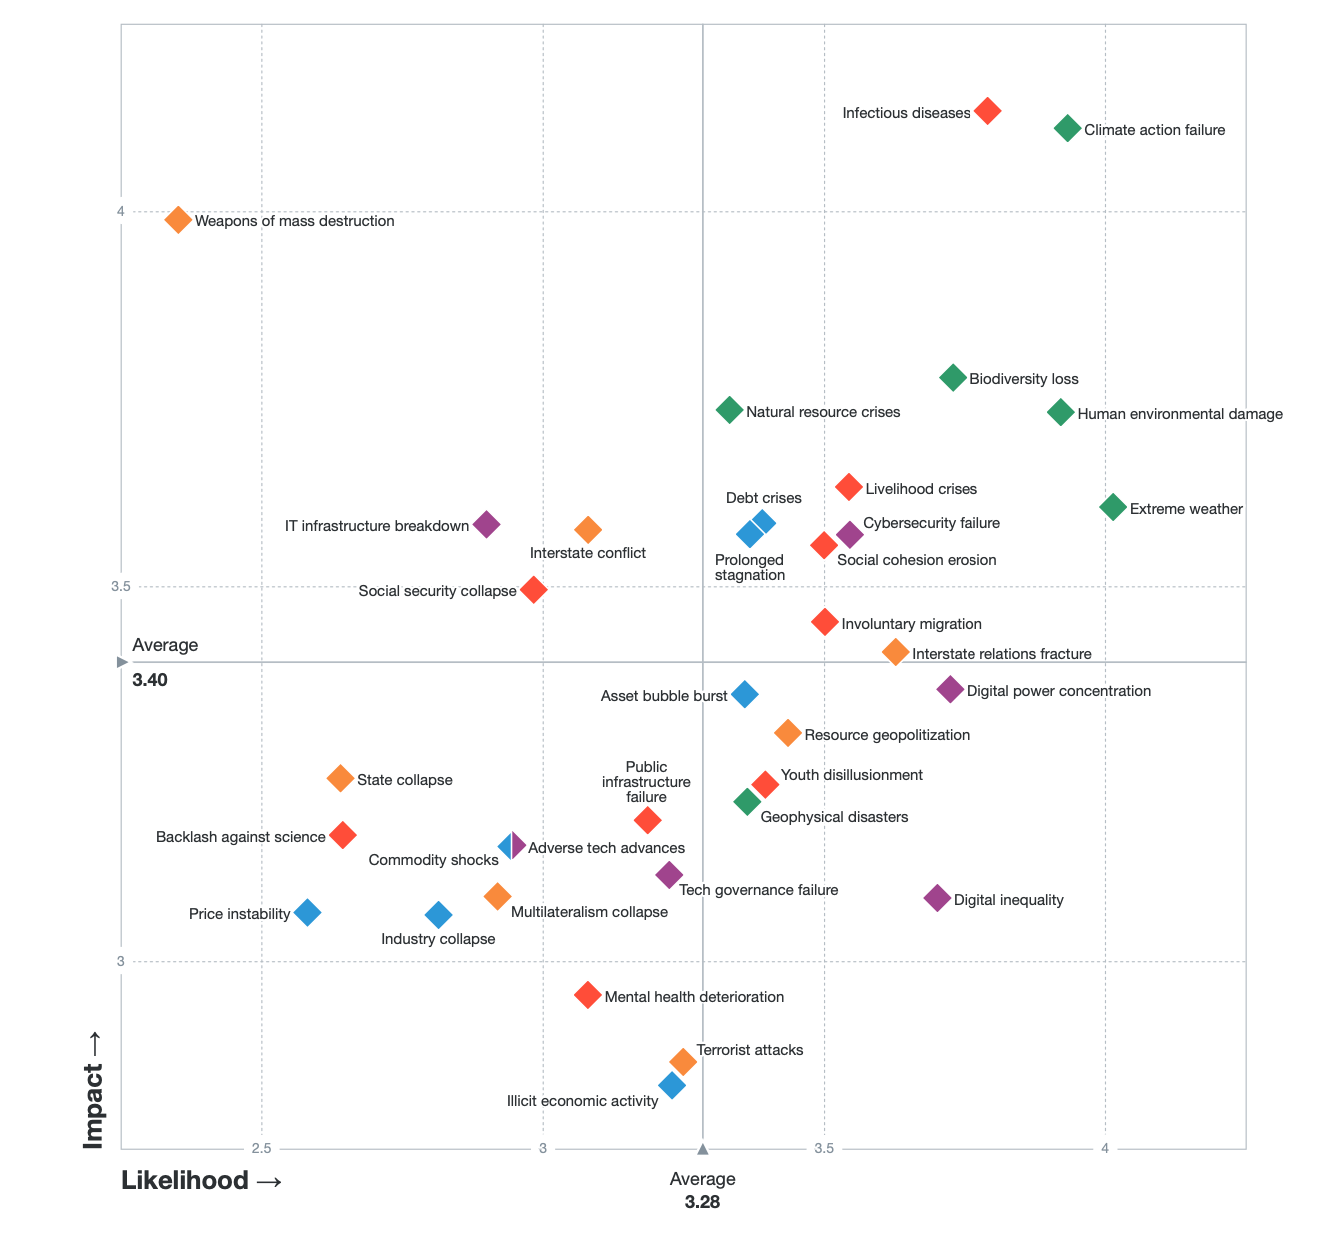 Infectious diseases
Climate action failure
4
Weapons of mass destruction
Biodiversity loss
Natural resource crises
Human environmental damage
Livelihood crises
Debt crises
Extreme weather
IT infrastructure breakdown
Cybersecurity failure
Interstate conflict
Prolonged
stagnation
Social cohesion erosion
3.5
Social security collapse
Involuntary migration
Average
Interstate relations fracture
3.40
Digital power concentration
Asset bubble burst
Resource geopolitization
Public
infrastructure
failure
Youth disillusionment
State collapse
Geophysical disasters
Backlash against science
Adverse tech advances
Commodity shocks
Tech governance failure
Digital inequality
Multilateralism collapse
Price instability
Industry collapse
3
Mental health deterioration
Terrorist attacks
Illicit economic activity
Impact →
2.5
3
3.5
4
Likelihood →
Average
3.28